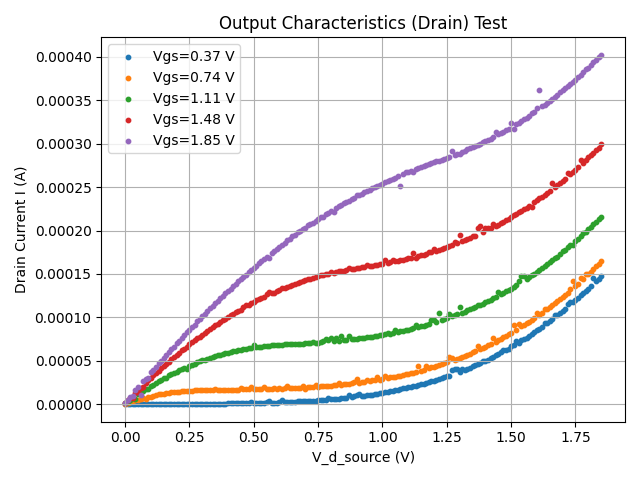 Output Characteristics (Drain) Test
Vgs=0.37 V
Vgs=0.74 V
Vgs=1.11 V
Vgs=1.48 V
Vgs=1.85 V
0.00040
0.00035
0.00030
0.00025
0.00020
0.00015
0.00010
0.00005
0.00000
Drain Current I (A)
0.00 0.25 0.50 0.75 1.00 1.25 1.50 1.75
V_d_source (V)